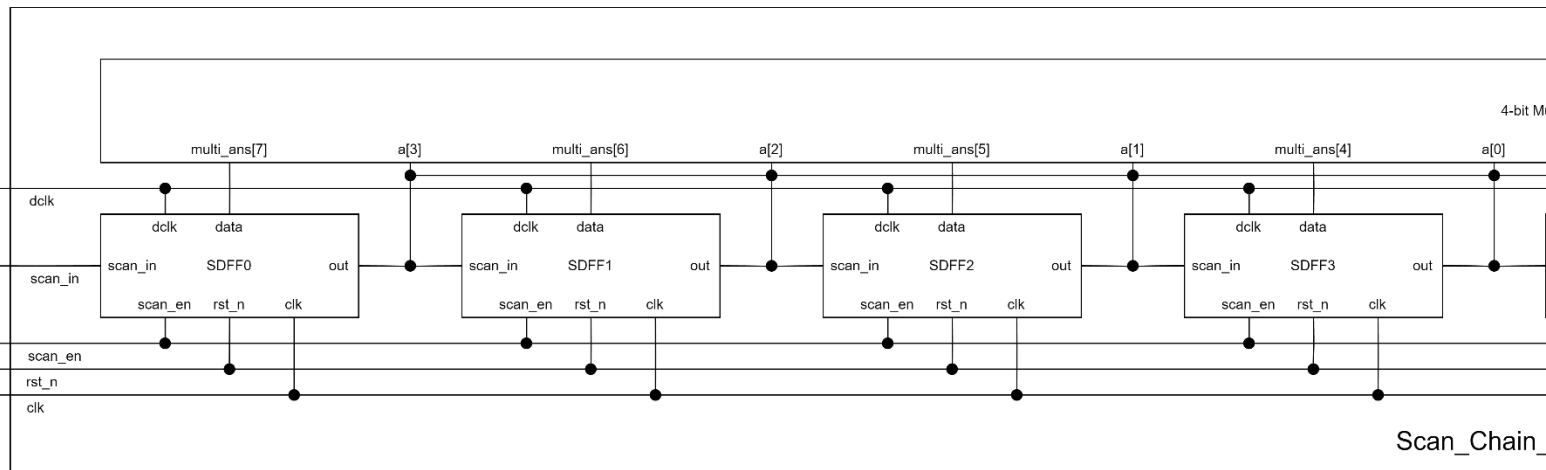 4-bit Mu
multi_ans[7] a[3] multi_ans[6] a[2] multi_ans[5] a[1] multi_ans[4] a[0]
dclk
dclk data dclk data dclk data dclk data
scan_in SDFF0 out scan_in SDFF1 out scan_in SDFF2 out scan_in SDFF3 out
scan_in
scan_en rst_n clk scan_en rst_n clk scan_en rst_n clk scan_en rst_n clk
scan_en
rst_n
clk
Scan_Chain_